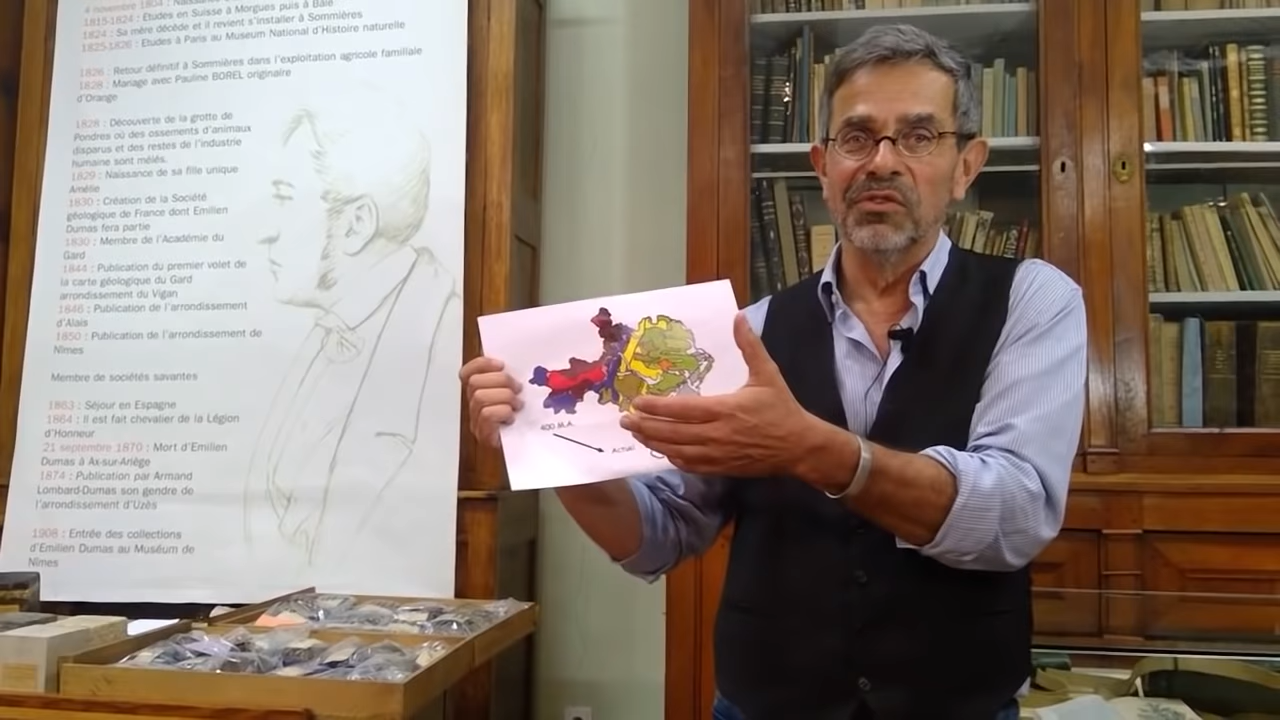 4 novembre 1804 : Naissance
1815-1824 : Etudes en Suisse à Morgues puis à Bâle
1824 : Sa mère décède et il revient s'installer à Sommières
1825-1826 : Etudes à Paris au Museum National d'Histoire naturelle
1826 : Retour définitif à Sommières dans l'exploitation agricole familiale
1828 : Mariage avec Pauline BOREL originaire
d'Orange
1828 : Découverte de la grotte de
Pondres où des ossements d'animaux
disparus et des restes de l'industrie
humaine sont mêlés.
1829 : Naissance de sa fille unique
Amélie
1830 : Création de la Société
géologique de France dont Emilien
Dumas fera partie
1830 : Membre de l'Académie du
Gard
1844 : Publication du premier volet de
la carte géologique du Gard
arrondissement du Vigan
1846 : Publication de l'arrondissement
d'Alais
1850 : Publication de l'arrondissement de
Nîmes
Membre de sociétés savantes
1863 : Séjour en Espagne
1864 : Il est fait chevalier de la Légion
d'Honneur
21 septembre 1870 : Mort d'Emilien
Dumas à Ax-sur-Ariège
1874 : Publication par Armand
Lombard-Dumas son gendre de
l'arrondissement d'Uzès
1908 : Entrée des collections
d'Emilien Dumas au Muséum de
Nîmes
400 M.A.
Actuel